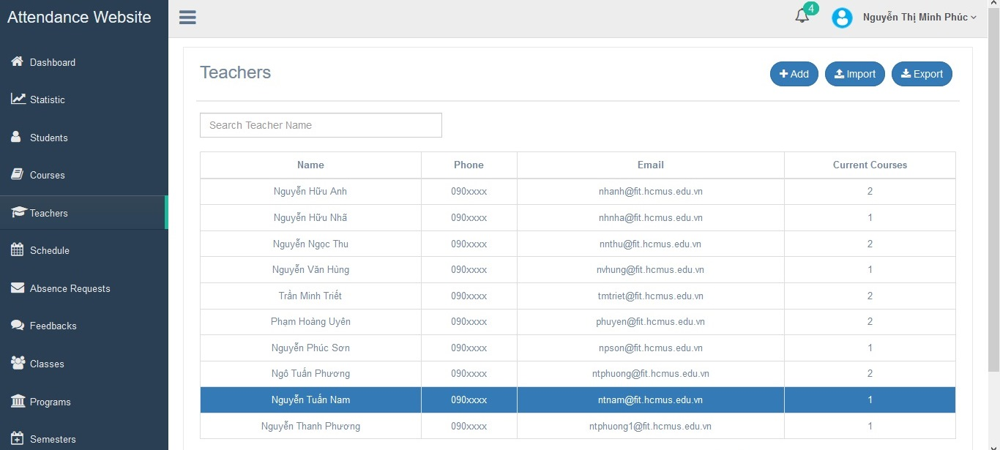 Attendance Website
4
Nguyễn Thị Minh Phúc
Dashboard
Statistic
Students
Courses
Teachers
Schedule
Absence Requests
Feedbacks
Classes
Programs
Semesters
Teachers
Add Import Export
Search Teacher Name
Name Phone Email Current Courses
Nguyễn Hữu Anh 090xxxx nhanh@fit.hcmus.edu.vn 2
Nguyễn Hữu Nhã 090xxxx nhnha@fit.hcmus.edu.vn 1
Nguyễn Ngọc Thu 090xxxx nnthu@fit.hcmus.edu.vn 2
Nguyễn Văn Hùng 090xxxx nvhung@fit.hcmus.edu.vn 1
Trần Minh Triết 090xxxx tmtriet@fit.hcmus.edu.vn 2
Phạm Hoàng Uyên 090xxxx phuyen@fit.hcmus.edu.vn 2
Nguyễn Phúc Sơn 090xxxx npson@fit.hcmus.edu.vn 1
Ngô Tuấn Phương 090xxxx ntphuong@fit.hcmus.edu.vn 2
Nguyễn Tuấn Nam 090xxxx ntnam@fit.hcmus.edu.vn 1
Nguyễn Thanh Phương 090xxxx ntphuong1@fit.hcmus.edu.vn 1